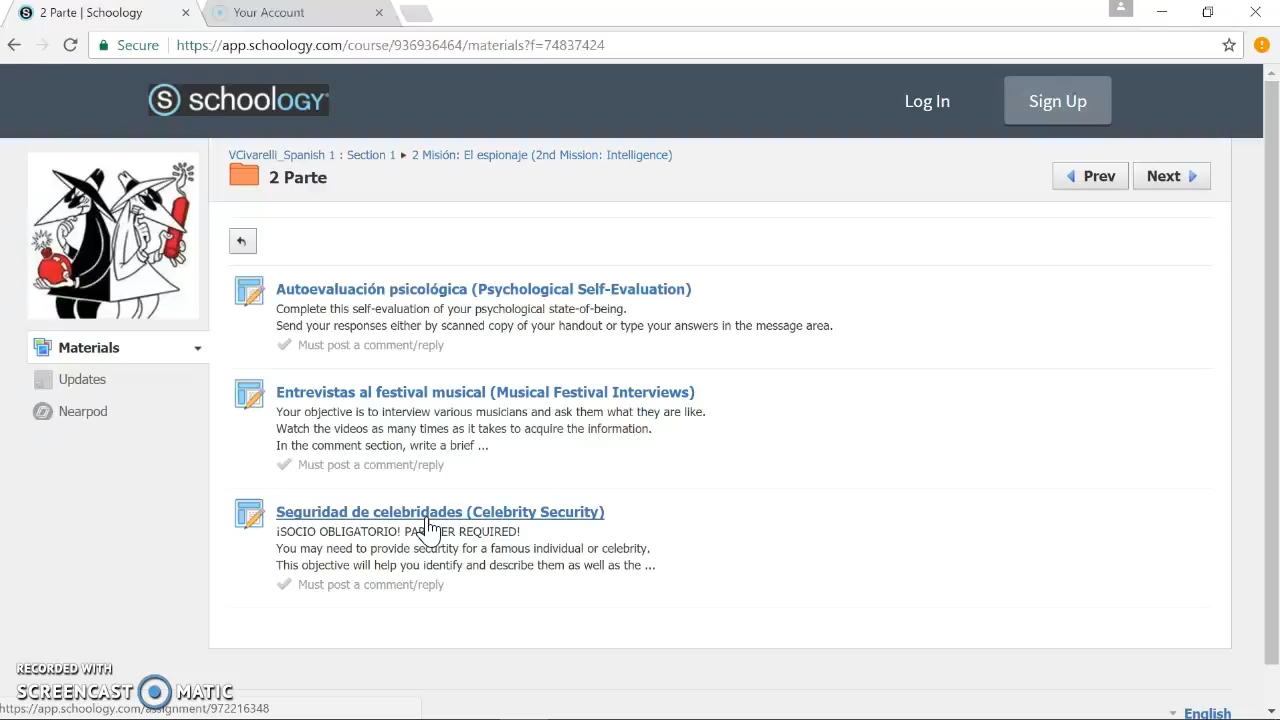 2 Parte | Schoology
Your Account
Secure https://app.schoology.com/course/936936464/materials?f=74837424
schoology
Log In
Sign Up
VCivarelli_Spanish 1 : Section 1 ▸ 2 Misión: El espionaje (2nd Mission: Intelligence)
2 Parte
Prev
Next
Autoevaluación psicológica (Psychological Self-Evaluation)
Complete this self-evaluation of your psychological state-of-being.
Send your responses either by scanned copy of your handout or type your answers in the message area.
Must post a comment/reply
Materials
Updates
Nearpod
Entrevistas al festival musical (Musical Festival Interviews)
Your objective is to interview various musicians and ask them what they are like.
Watch the videos as many times as it takes to acquire the information.
In the comment section, write a brief ...
Must post a comment/reply
Seguridad de celebridades (Celebrity Security)
¡SOCIO OBLIGATORIO! REQUIRED!
You may need to provide for a famous individual or celebrity.
This objective will help you identify and describe them as well as the ...
Must post a comment/reply
RECORDED WITH
SCREENCAST MATIC
https://app.schoology.com/assignment/972216348
English